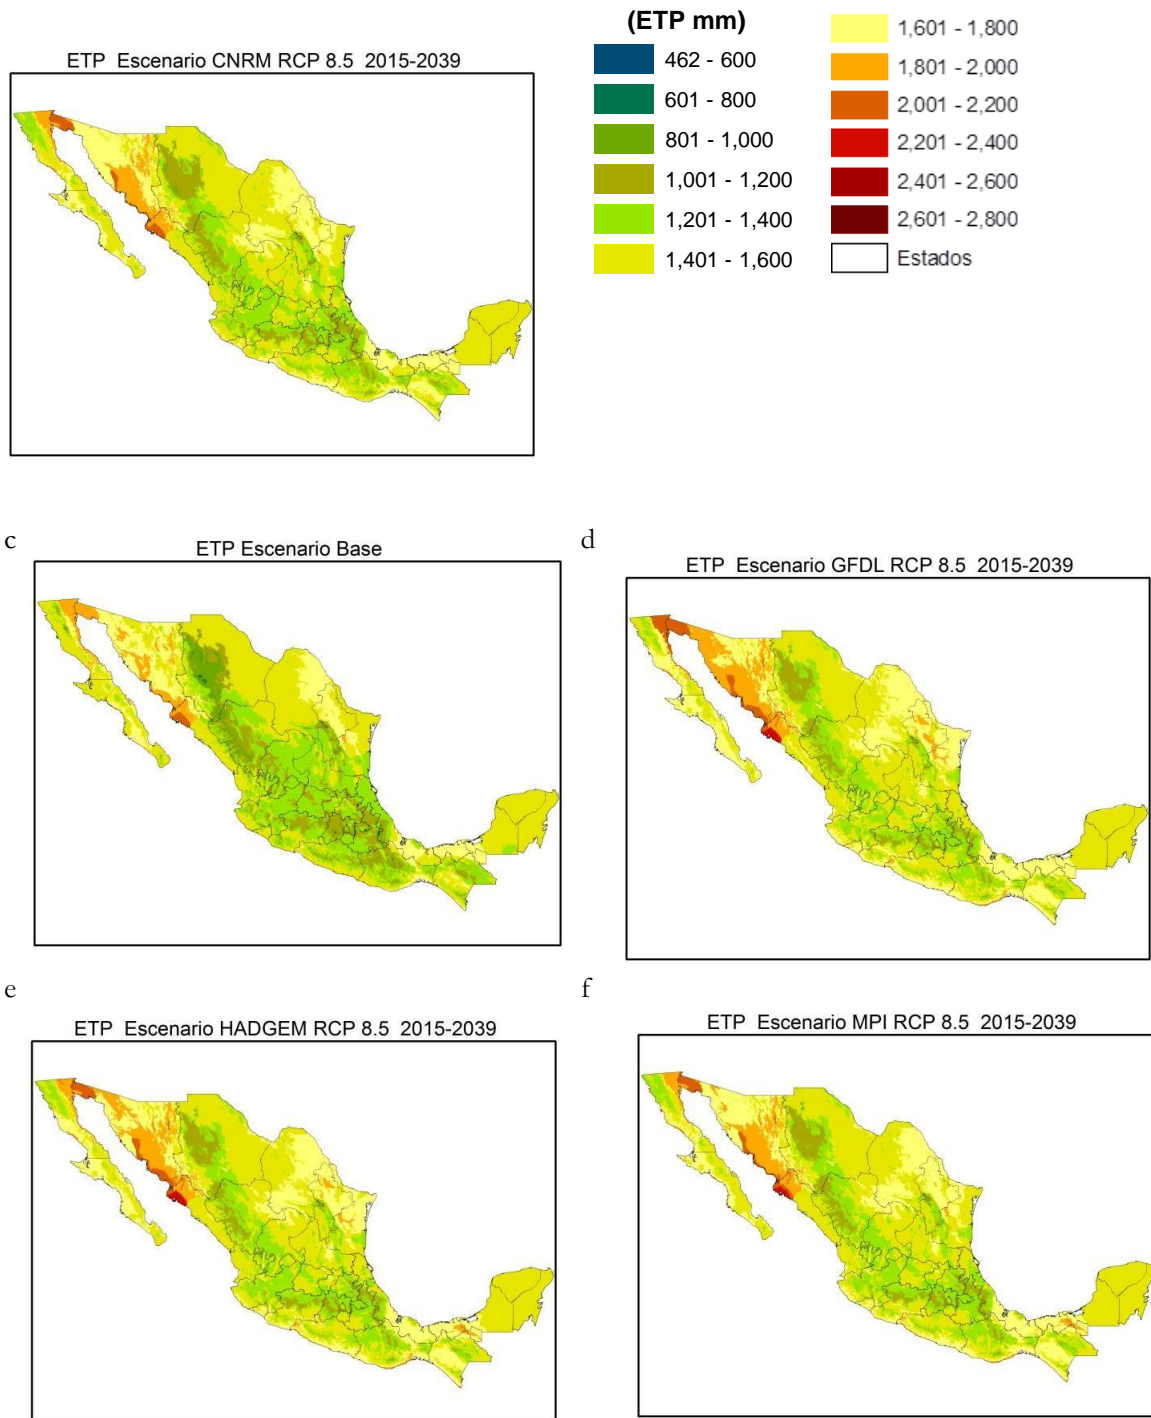 ETP Escenario CNRM RCP 8.5 2015-2039
(ETP mm)
462 - 600
601 - 800
801 - 1,000
1,001 - 1,200
1,201 - 1,400
1,401 - 1,600
1,601 - 1,800
1,801 - 2,000
2,001 - 2,200
2,201 - 2,400
2,401 - 2,600
2,601 - 2,800
Estados
c
ETP Escenario Base
d
ETP Escenario GFDL RCP 8.5 2015-2039
e
ETP Escenario HADGEM RCP 8.5 2015-2039
f
ETP Escenario MPI RCP 8.5 2015-2039